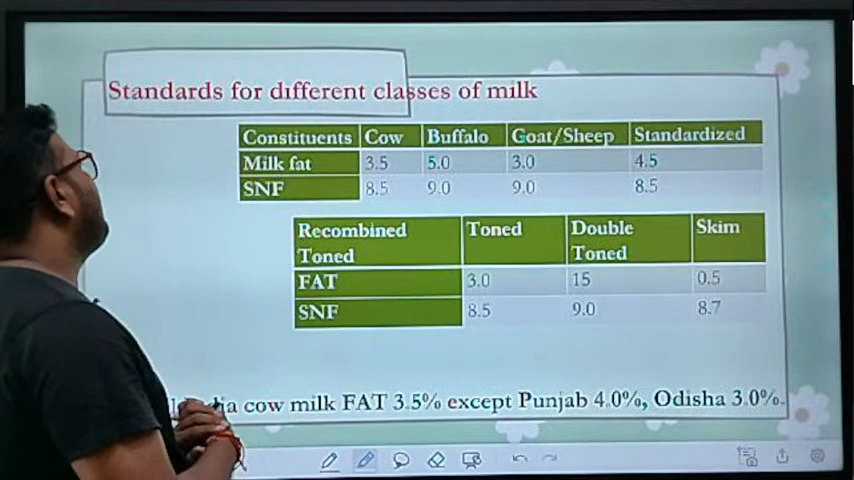 Standards for different classes of milk
Constituents Cow Buffalo Goat/Sheep Standardized
Milk fat 3.5 5.0 3.0 4.5
SNF 8.5 9.0 9.0 8.5
Recombined Toned Toned Double Toned Skim
FAT 3.0 15 0.5
SNF 8.5 9.0 8.7
cow milk FAT 3.5% except Punjab 4.0%, Odisha 3.0%.